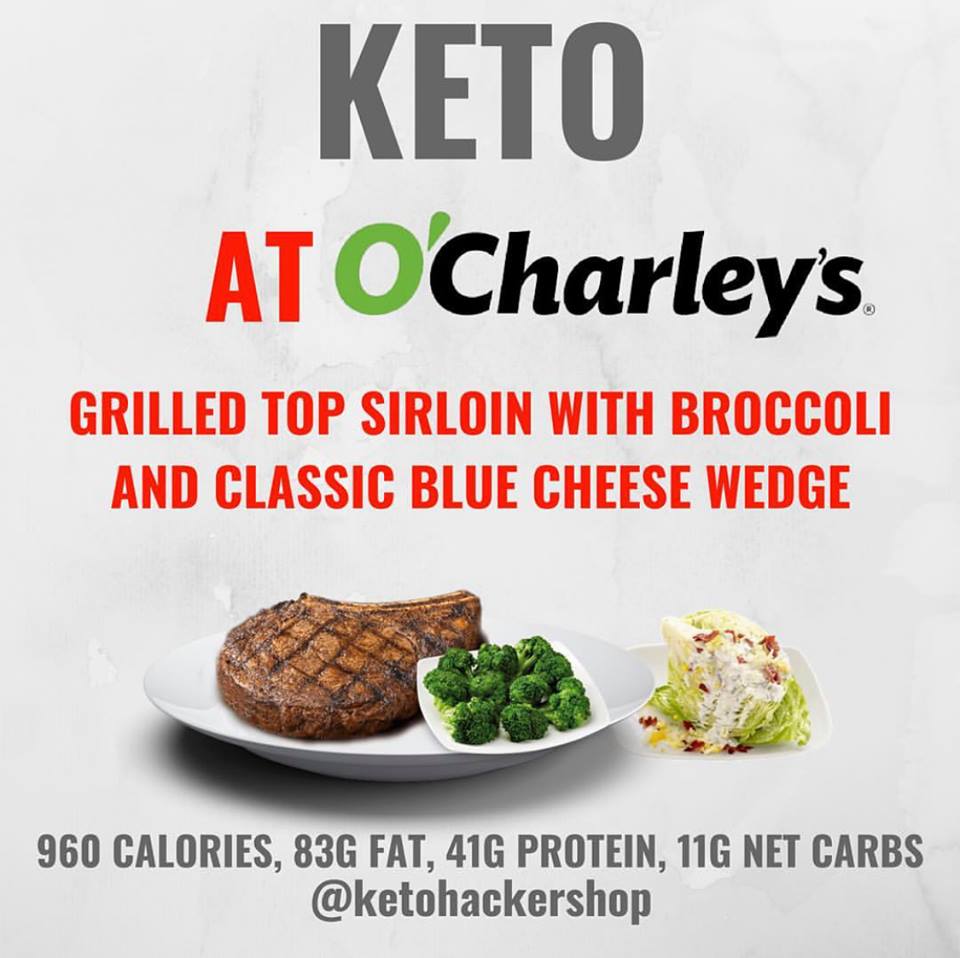 KETO
AT O'Charley's®
GRILLED TOP SIRLOIN WITH BROCCOLI
AND CLASSIC BLUE CHEESE WEDGE
960 CALORIES, 83G FAT, 41G PROTEIN, 11G NET CARBS
@ketohackershop